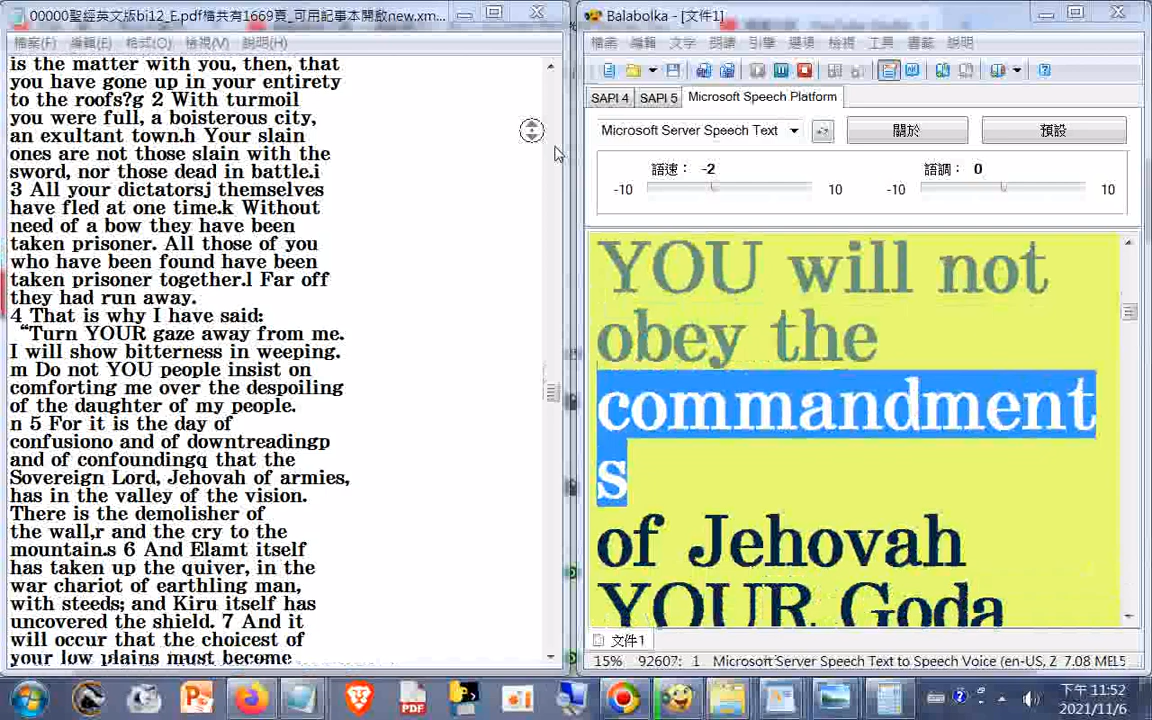 00000聖經英文版bi12_E.pdf檔共有1669頁_可用記事本開啟new.xm...
檔案(F) 編輯(E) 格式(O) 檢視(V) 說明(H)
is the matter with you, then, that
you have gone up in your entirety
to the roofs?g 2 With turmoil
you were full, a boisterous city,
an exultant town.h Your slain
ones are not those slain with the
sword, nor those dead in battle.i
3 All your dictatorsj themselves
have fled at one time.k Without
need of a bow they have been
taken prisoner. All those of you
who have been found have been
taken prisoner together.l Far off
they had run away.
4 That is why I have said:
“Turn YOUR gaze away from me.
I will show bitterness in weeping.
m Do not YOU people insist on
comforting me over the despoiling
of the daughter of my people.
n 5 For it is the day of
confusiono and of downtreadingp
and of confoundingq that the
Sovereign Lord, Jehovah of armies,
has in the valley of the vision.
There is the demolisher of
the wall,r and the cry to the
mountain.s 6 And Elamt itself
has taken up the quiver, in the
war chariot of earthling man,
with steeds; and Kiru itself has
uncovered the shield. 7 And it
will occur that the choicest of
your low plains must become
Balabolka - [文件1]
檔案 編輯 文字 朗讀 引擎 選項 檢視 工具 書籤 說明
SAPI 4 SAPI 5 Microsoft Speech Platform
Microsoft Server Speech Text 關於 預設
語速： -2 語調： 0
-10 10 -10 10
YOU will not
obey the
commandment
s
of Jehovah
YOUR Goda
文件1
15% 92607: 1 Microsoft Server Speech Text to Speech Voice (en-US, Z 7.08 МБ
PDF
下午 11:52
2021/11/6